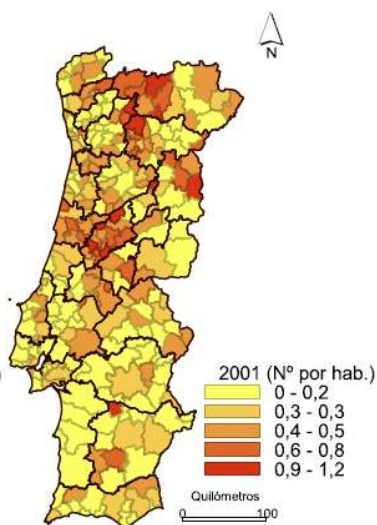 N
2001 (Nº por hab.)
0 - 0,2
0,3 - 0,3
0,4 - 0,5
0,6 - 0,8
0,9 - 1,2
Quilómetros
0 100